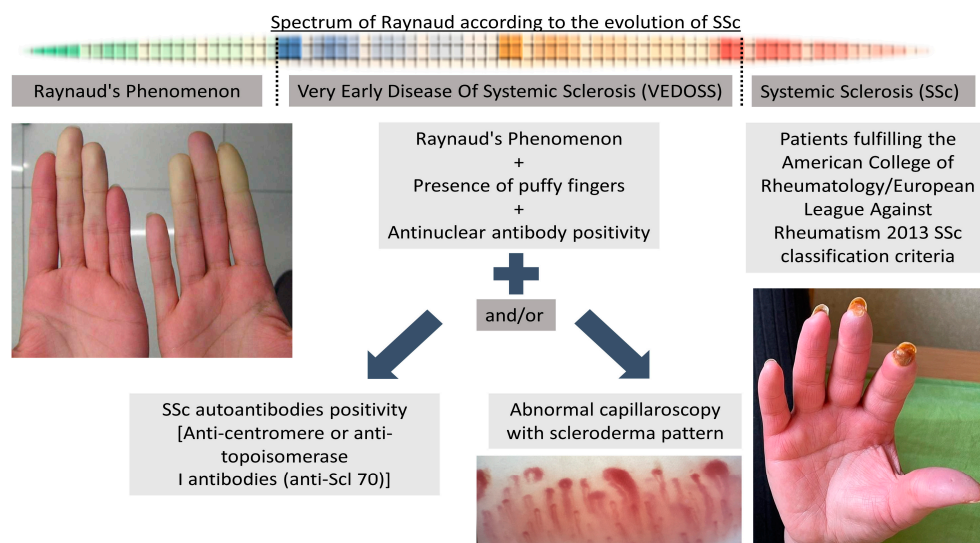 Spectrum of Raynaud according to the evolution of SSc
Raynaud's Phenomenon
Very Early Disease Of Systemic Sclerosis (VEDOSS)
Systemic Sclerosis (SSc)
Raynaud's Phenomenon
+
Presence of puffy fingers
+
Antinuclear antibody positivity
and/or
SSc autoantibodies positivity
[Anti-centromere or anti-
topoisomerase
I antibodies (anti-Scl 70)]
Abnormal capillaroscopy
with scleroderma pattern
Patients fulfilling the
American College of
Rheumatology/European
League Against
Rheumatism 2013 SSc
classification criteria